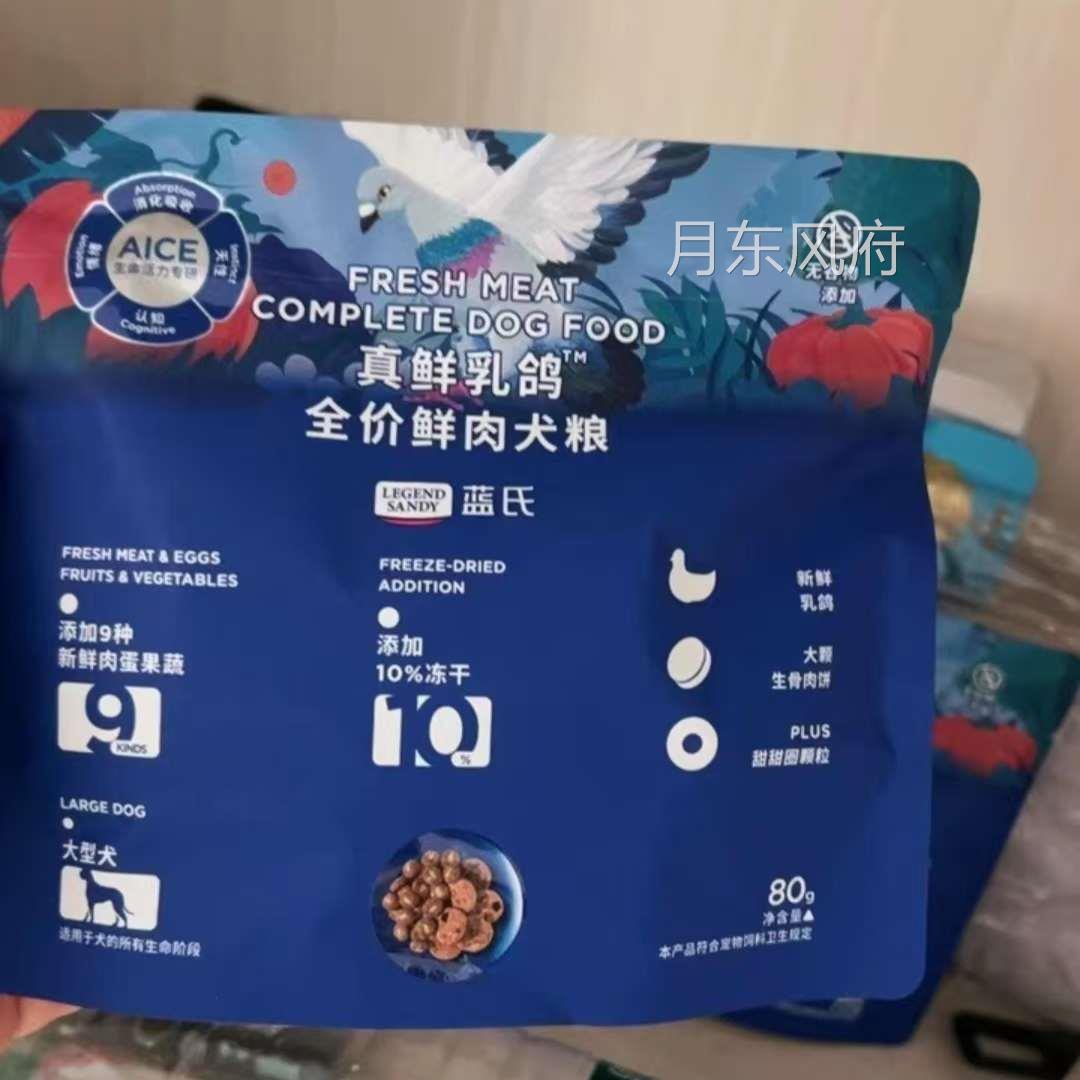 Absorption
消化吸收
Emotion
情绪
AICE
生命活力专研
Instinct
天性
认知
Cognitive
月东风府
无谷物
添加
FRESH MEAT
COMPLETE DOG FOOD
真鲜乳鸽™
全价鲜肉犬粮
LEGEND
SANDY
蓝氏
FRESH MEAT & EGGS
FRUITS & VEGETABLES
添加9种
新鲜肉蛋果蔬
9
KINDS
FREEZE-DRIED
ADDITION
添加
10%冻干
10
%
新鲜
乳鸽
大颗
生骨肉饼
PLUS
甜甜圈颗粒
LARGE DOG
大型犬
适用于犬的所有生命阶段
80g
净含量▲
本产品符合宠物饲料卫生规定